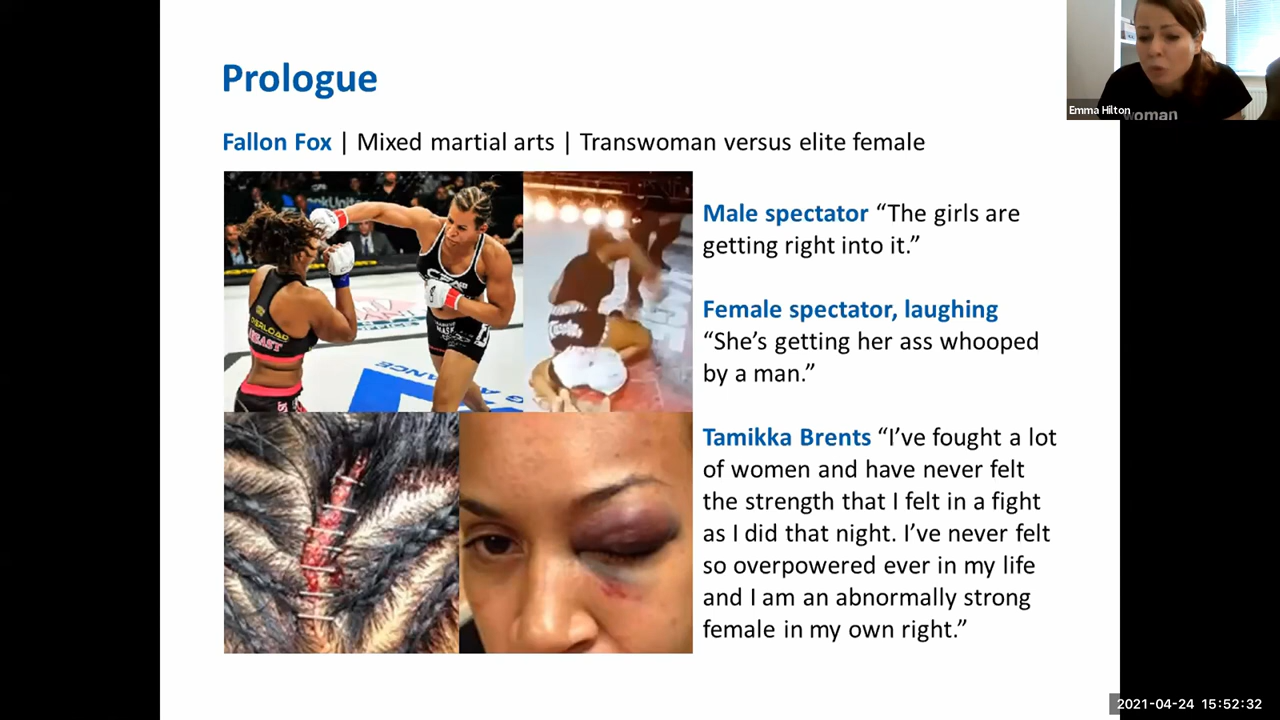 Prologue
Emma Hilton
woman
Fallon Fox | Mixed martial arts | Transwoman versus elite female
Male spectator “The girls are
getting right into it.”
Female spectator, laughing
“She’s getting her ass whooped
by a man.”
Tamikka Brents “I’ve fought a lot
of women and have never felt
the strength that I felt in a fight
as I did that night. I’ve never felt
so overpowered ever in my life
and I am an abnormally strong
female in my own right.”
2021-04-24 15:52:32